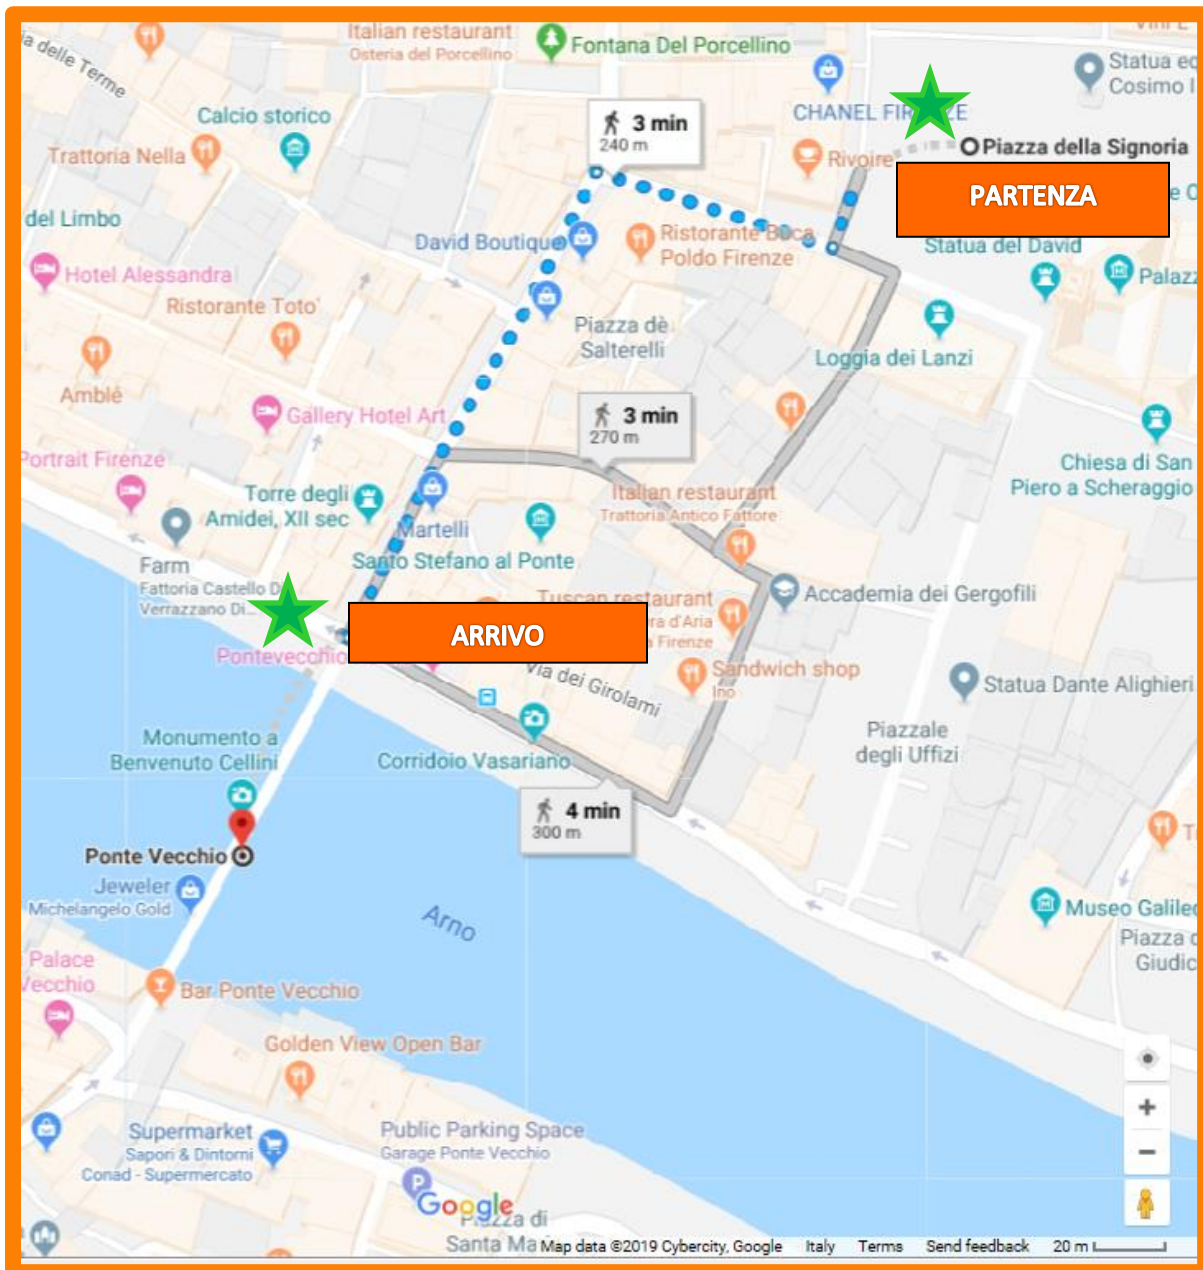 Italian restaurant
Osteria del Porcellino
Fontana Del Porcellino
Statua
Cosimo I
delle Terme
Calcio storico
3 min
240 m
CHANEL
Trattoria Nella
Rivoire
Piazza della Signoria
PARTENZA
del Limbo
David Boutique
Ristorante Buca
Poldo Firenze
Statua del David
Hotel Alessandra
Ristorante Toto'
Piazza dè
Salterelli
Loggia dei Lanzi
Amblé
3 min
270 m
Gallery Hotel Art
Portrait Firenze
Chiesa di San
Piero a Scheraggio
Torre degli
Amidei, XII sec
Italian restaurant
Trattoria Antico Fattore
Martelli
Santo Stefano al Ponte
Farm
Fattoria Castello
Verrazzano Di...
Accademia dei Gergofili
Tuscan restaurant
d'Aria
Firenze
ARRIVO
Pontevecchio
Sandwich shop
Ino
Via dei Girolami
Statua Dante Alighieri
Piazzale
degli Uffizi
Monumento a
Benvenuto Cellini
Corridoio Vasariano
4 min
300 m
Ponte Vecchio
Jeweler
Michelangelo Gold
Arno
Museo
Piazza
Palace
Vecchio
Bar Ponte Vecchio
Golden View Open Bar
Supermarket
Sapori & Dintorni
Conad - Supermercato
Public Parking Space
Garage Ponte Vecchio
P
Google
Piazza di
Santa
Map data ©2019 Cybercity, Google Italy Terms Send feedback 20 m